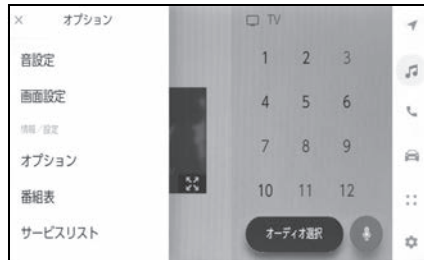 × オプション
音設定
画面設定
情報／設定
オプション
番組表
サービスリスト
TV
1 2 3
4 5 6
7 8 9
10 11 12
オーディオ選択